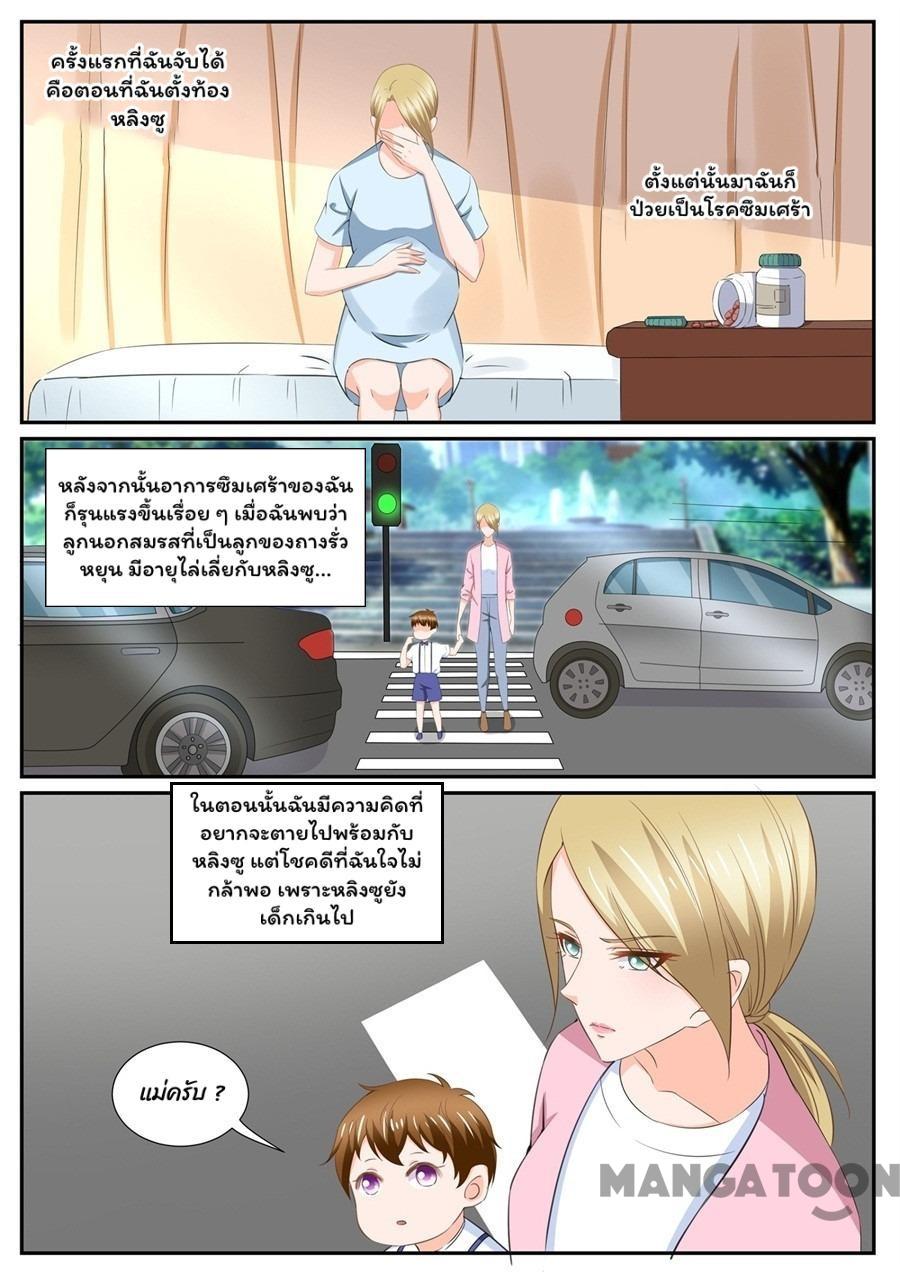 ครั้งแรกที่ฉันจับได้
คือตอนที่ฉันตั้งท้อง
หลิงซู
ตั้งแต่นั้นมาฉันก็
ป่วยเป็นโรคซึมเศร้า
หลังจากนั้นอาการซึมเศร้าของฉัน
ก็รุนแรงขึ้นเรื่อย ๆ เมื่อฉันพบว่า
ลูกนอกสมรสที่เป็นลูกของถางรั่ว
หยุน มีอายุไล่เลี่ยกับหลิงซู...
ในตอนนั้นฉันมีความคิดที่
อยากจะตายไปพร้อมกับ
หลิงซู แต่โชคดีที่ฉันใจไม่
กล้าพอ เพราะหลิงซูยัง
เด็กเกินไป
แม่ครับ ?
MANGATOON